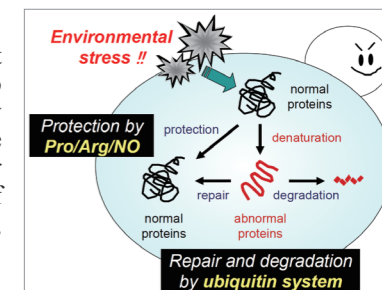 Environmental
stress !!
normal
proteins
Protection by
Pro/Arg/NO
protection
denaturation
repair
degradation
normal
proteins
abnormal
proteins
Repair and degradation
by ubiquitin system